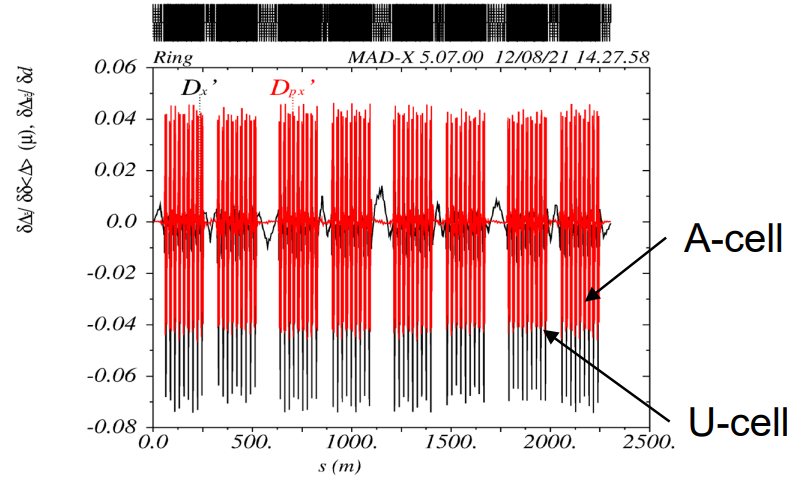 Ring MAD-X 5.07.00 12/08/21 14.27.58
0.06
Dx’ Dpx’
0.04
0.02
0.0
-0.02
-0.04
-0.06
-0.08
0.0 500. 1000. 1500. 2000. 2500.
s (m)
A-cell
U-cell